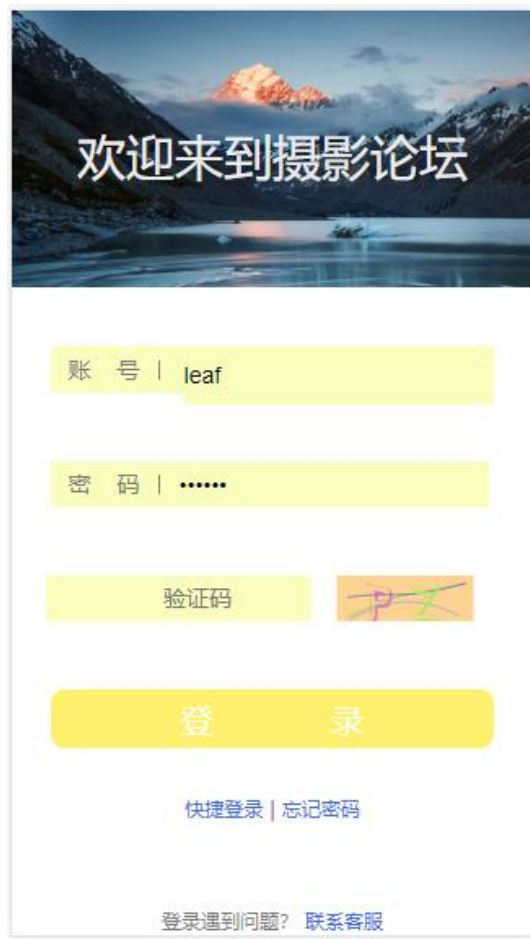 欢迎来到摄影论坛
账 号 | leaf
密 码 | ••••••
验证码
登 录
快捷登录 | 忘记密码
登录遇到问题? 联系客服